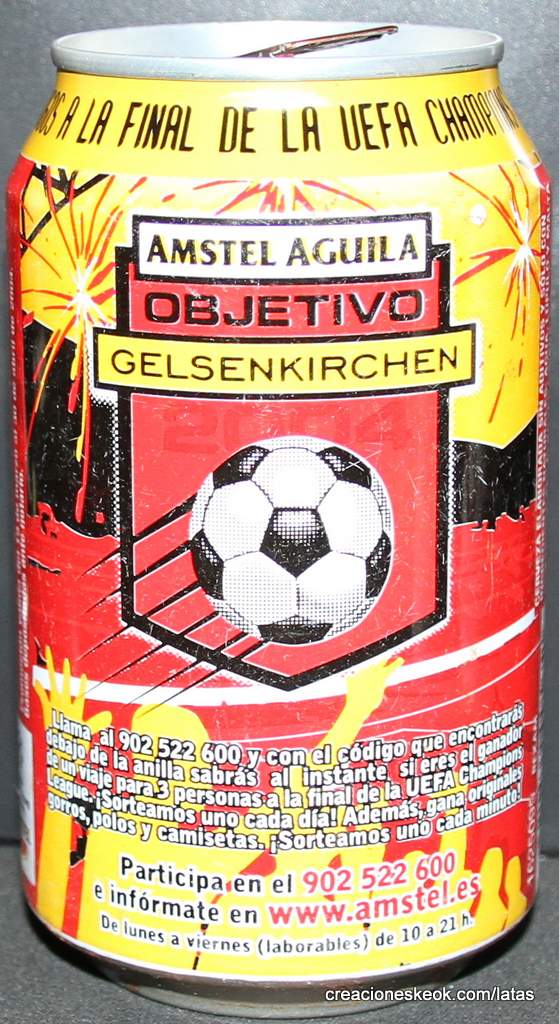 OS A LA FINAL DE LA UEFA CHAMPION
AMSTEL AGUILA
OBJETIVO
GELSENKIRCHEN
2004
Llama al 902 522 600 y con el código que encontrarás
debajo de la anilla sabrás al instante si eres el ganador
de un viaje para 3 personas a la final de la UEFA Champions
League. ¡Sorteamos uno cada día! Además, gana originales
gorros, polos y camisetas. ¡Sorteamos uno cada minuto!
Participa en el 902 522 600
e infórmate en www.amstel.es
De lunes a viernes (laborables) de 10 a 21 h.
creacioneskeok.com/latas